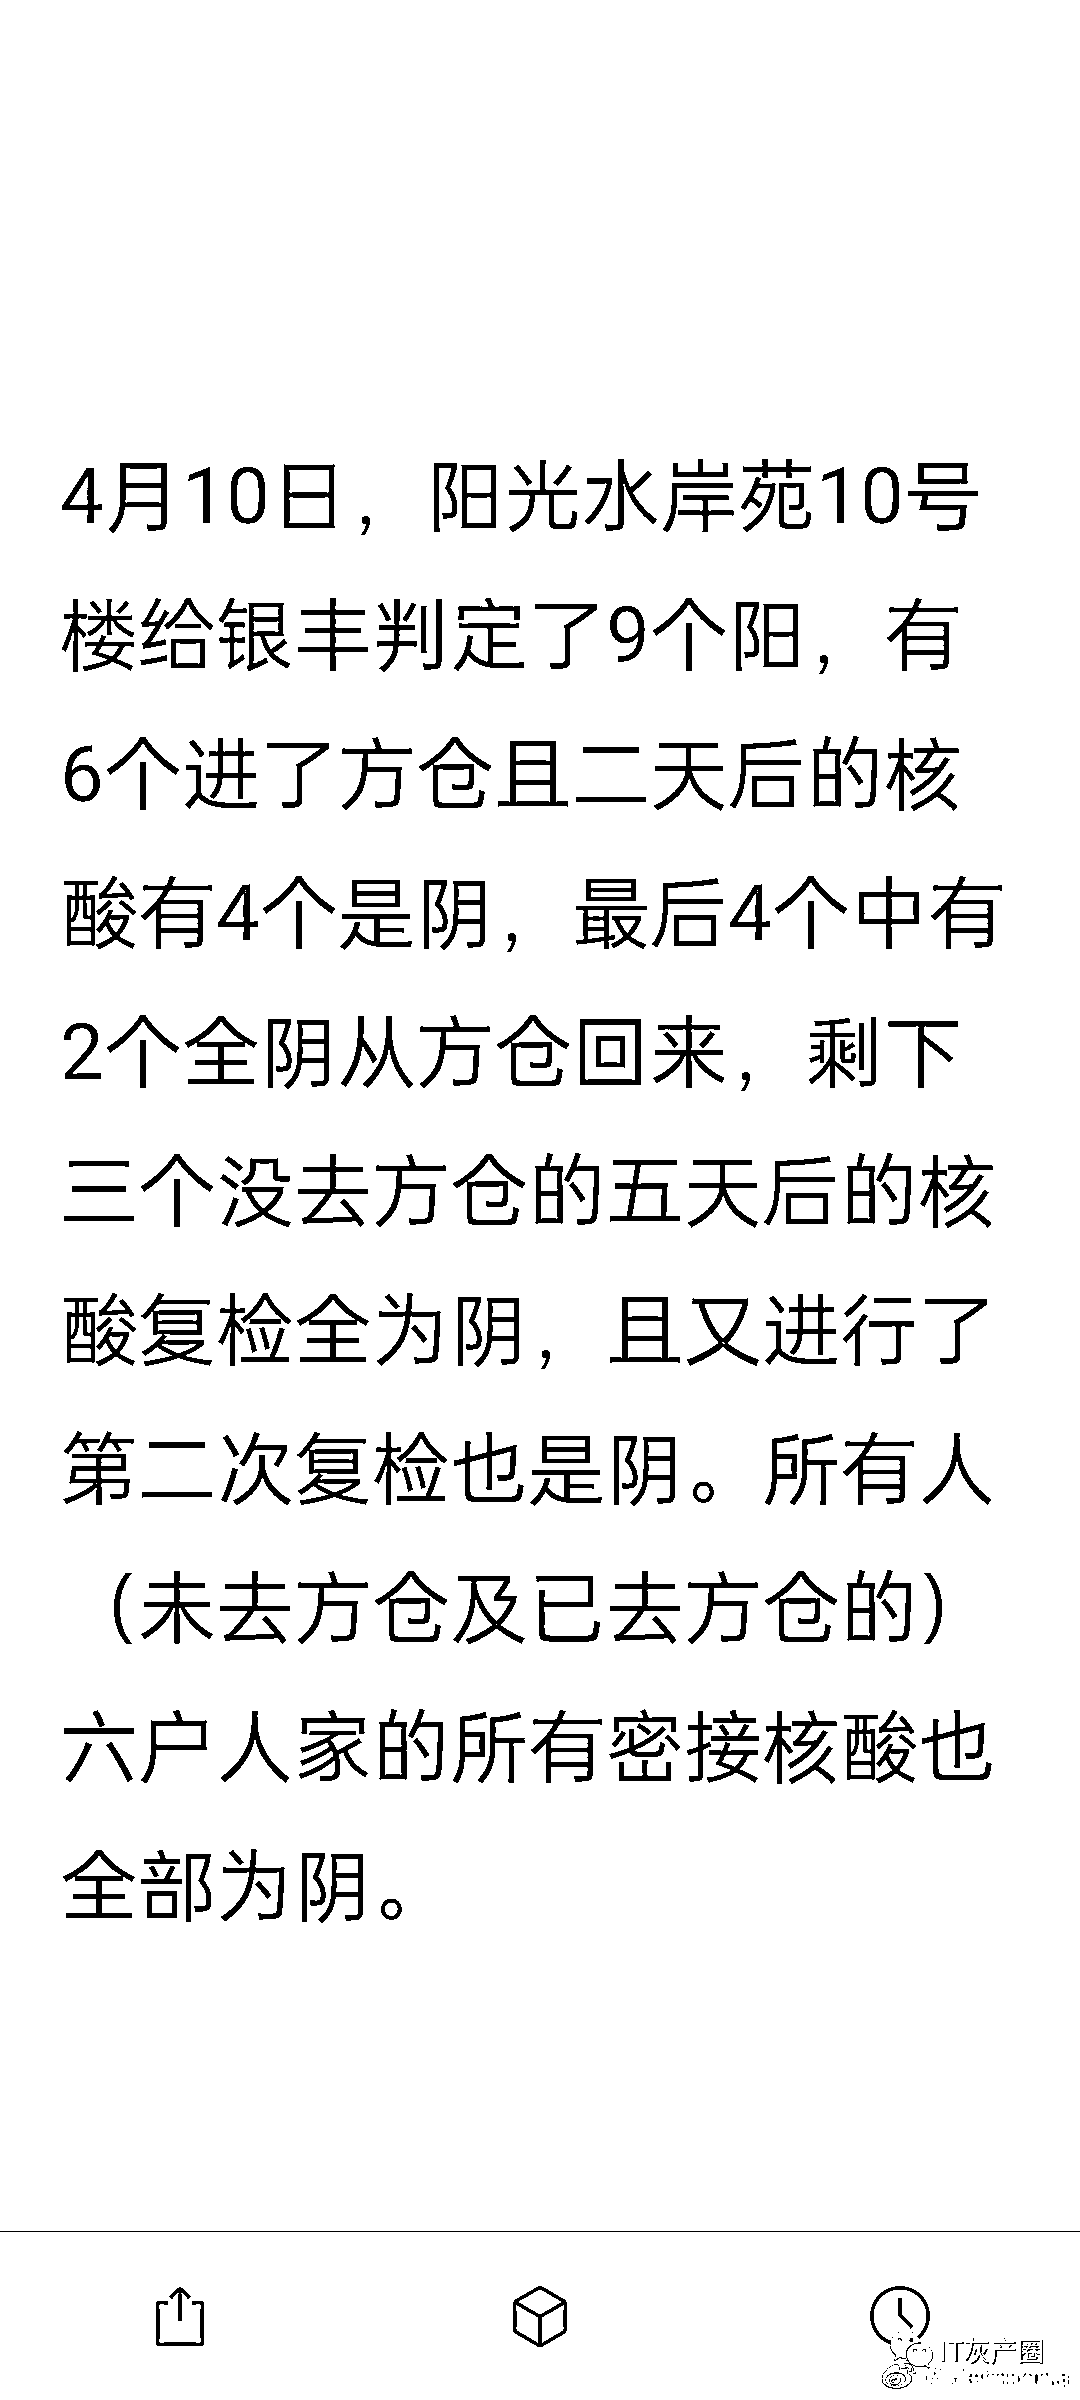 4月10日，阳光水岸苑10号
楼给银丰判定了9个阳，有
6个进了方仓且二天后的核
酸有4个是阴，最后4个中有
2个全阴从方仓回来，剩下
三个没去方仓的五天后的核
酸复检全为阴，且又进行了
第二次复检也是阴。所有人
（未去方仓及已去方仓的）
六户人家的所有密接核酸也
全部为阴。
IT灰产圈